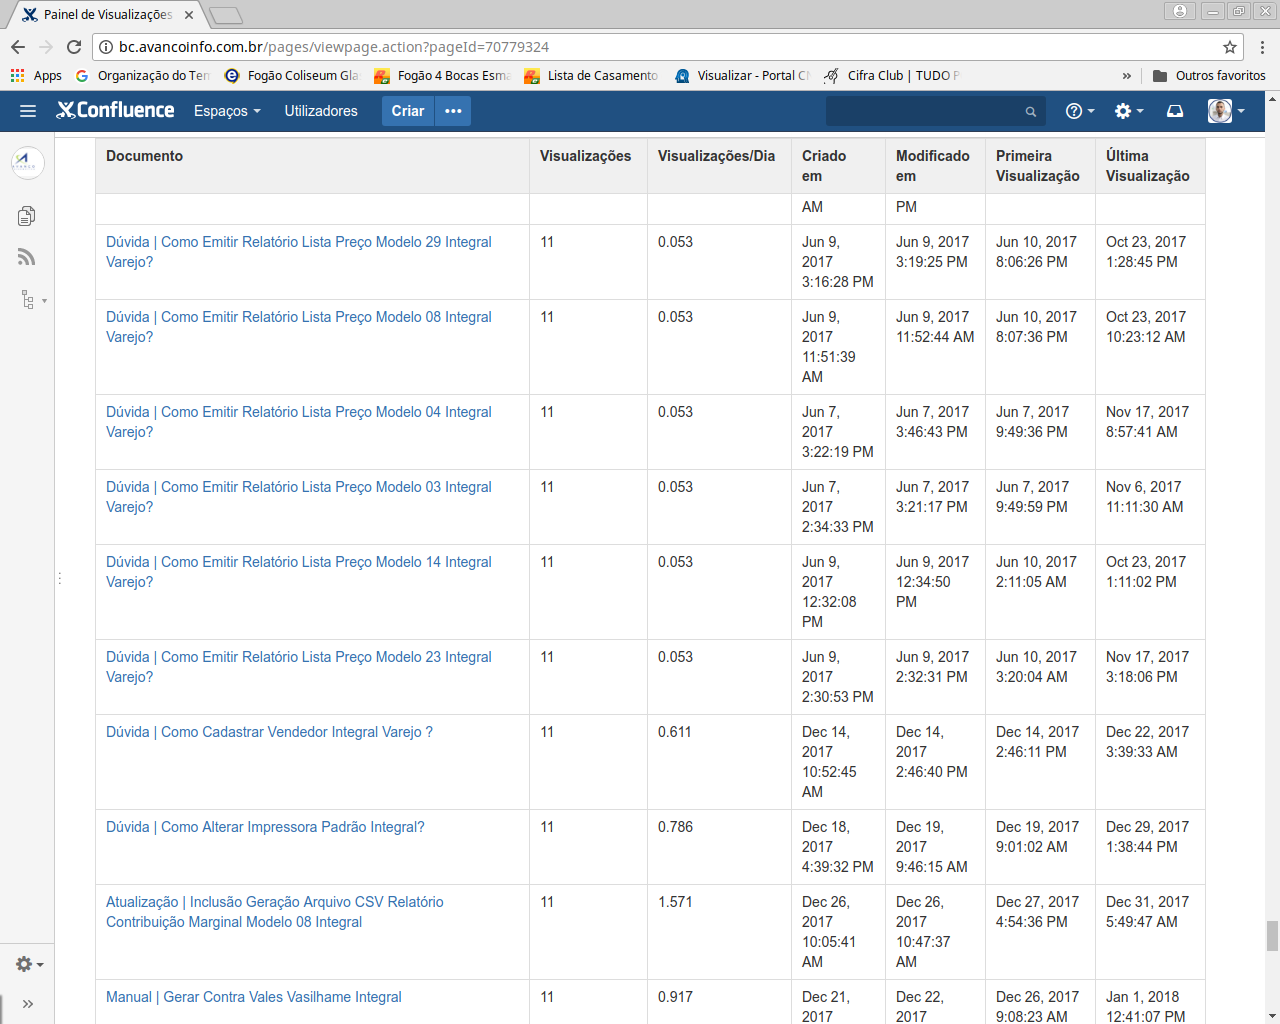 Painel de Visualizações
bc.avancoinfo.com.br/pages/viewpage.action?pageId=70779324
Apps
Organização do Ter
Fogão Coliseum Gla
Fogão 4 Bocas Esma
Lista de Casamento
Visualizar - Portal C
Cifra Club | TUDO
»
Outros favoritos
Confluence
Espaços
Utilizadores
Criar
Documento
Visualizações
Visualizações/Dia
Criado em
Modificado em
Primeira Visualização
Última Visualização
AM
PM
Dúvida | Como Emitir Relatório Lista Preço Modelo 29 Integral Varejo?
11
0.053
Jun 9, 2017 3:16:28 PM
Jun 9, 2017 3:19:25 PM
Jun 10, 2017 8:06:26 PM
Oct 23, 2017 1:28:45 PM
Dúvida | Como Emitir Relatório Lista Preço Modelo 08 Integral Varejo?
11
0.053
Jun 9, 2017 11:51:39 AM
Jun 9, 2017 11:52:44 AM
Jun 10, 2017 8:07:36 PM
Oct 23, 2017 10:23:12 AM
Dúvida | Como Emitir Relatório Lista Preço Modelo 04 Integral Varejo?
11
0.053
Jun 7, 2017 3:22:19 PM
Jun 7, 2017 3:46:43 PM
Jun 7, 2017 9:49:36 PM
Nov 17, 2017 8:57:41 AM
Dúvida | Como Emitir Relatório Lista Preço Modelo 03 Integral Varejo?
11
0.053
Jun 7, 2017 2:34:33 PM
Jun 7, 2017 3:21:17 PM
Jun 7, 2017 9:49:59 PM
Nov 6, 2017 11:11:30 AM
Dúvida | Como Emitir Relatório Lista Preço Modelo 14 Integral Varejo?
11
0.053
Jun 9, 2017 12:32:08 PM
Jun 9, 2017 12:34:50 PM
Jun 10, 2017 2:11:05 AM
Oct 23, 2017 1:11:02 PM
Dúvida | Como Emitir Relatório Lista Preço Modelo 23 Integral Varejo?
11
0.053
Jun 9, 2017 2:30:53 PM
Jun 9, 2017 2:32:31 PM
Jun 10, 2017 3:20:04 AM
Nov 17, 2017 3:18:06 PM
Dúvida | Como Cadastrar Vendedor Integral Varejo ?
11
0.611
Dec 14, 2017 10:52:45 AM
Dec 14, 2017 2:46:40 PM
Dec 14, 2017 2:46:11 PM
Dec 22, 2017 3:39:33 AM
Dúvida | Como Alterar Impressora Padrão Integral?
11
0.786
Dec 18, 2017 4:39:32 PM
Dec 19, 2017 9:46:15 AM
Dec 19, 2017 9:01:02 AM
Dec 29, 2017 1:38:44 PM
Atualização | Inclusão Geração Arquivo CSV Relatório Contribuição Marginal Modelo 08 Integral
11
1.571
Dec 26, 2017 10:05:41 AM
Dec 26, 2017 10:47:37 AM
Dec 27, 2017 4:54:36 PM
Dec 31, 2017 5:49:47 AM
Manual | Gerar Contra Vales Vasilhame Integral
11
0.917
Dec 21, 2017
Dec 22, 2017
Dec 26, 2017 9:08:23 AM
Jan 1, 2018 12:41:07 PM